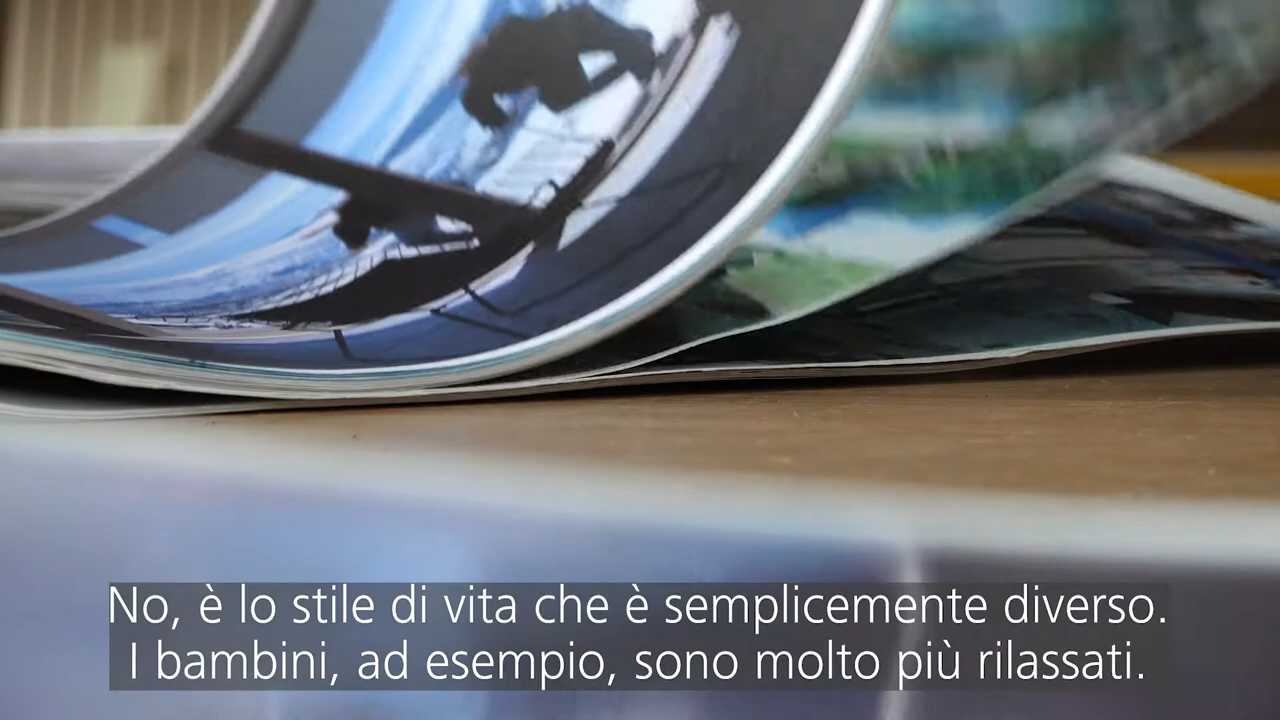 No, è lo stile di vita che è semplicemente diverso.
I bambini, ad esempio, sono molto più rilassati.